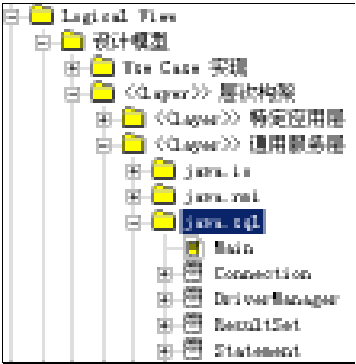 Logical View
设计模型
Use Case 实现
<<layer>> 层次构架
<<layer>> 特定应用层
<<layer>> 通用服务层
java.io
java.rmi
java.sql
Main
Connection
DriverManager
ResultSet
Statement